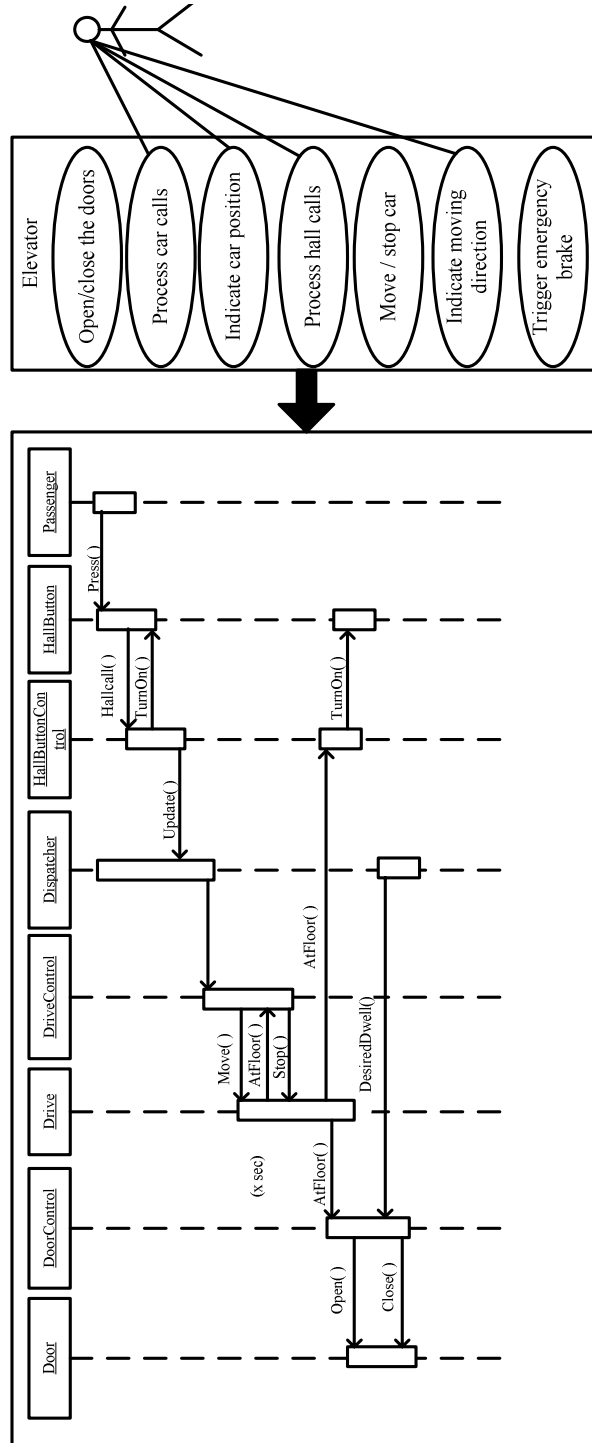 Elevator
Open/close the doors
Process car calls
Indicate car position
Process hall calls
Move / stop car
Indicate moving
direction
Trigger emergency
brake
Door
DoorControl
Drive
DriveControl
Dispatcher
HallButtonCon
trol
HallButton
Passenger
Press( )
Hallcall( )
TurnOn( )
Update( )
Move( )
AtFloor( )
Stop( )
(x sec)
AtFloor( )
AtFloor( )
TurnOn( )
Open( )
DesiredDwell()
Close( )